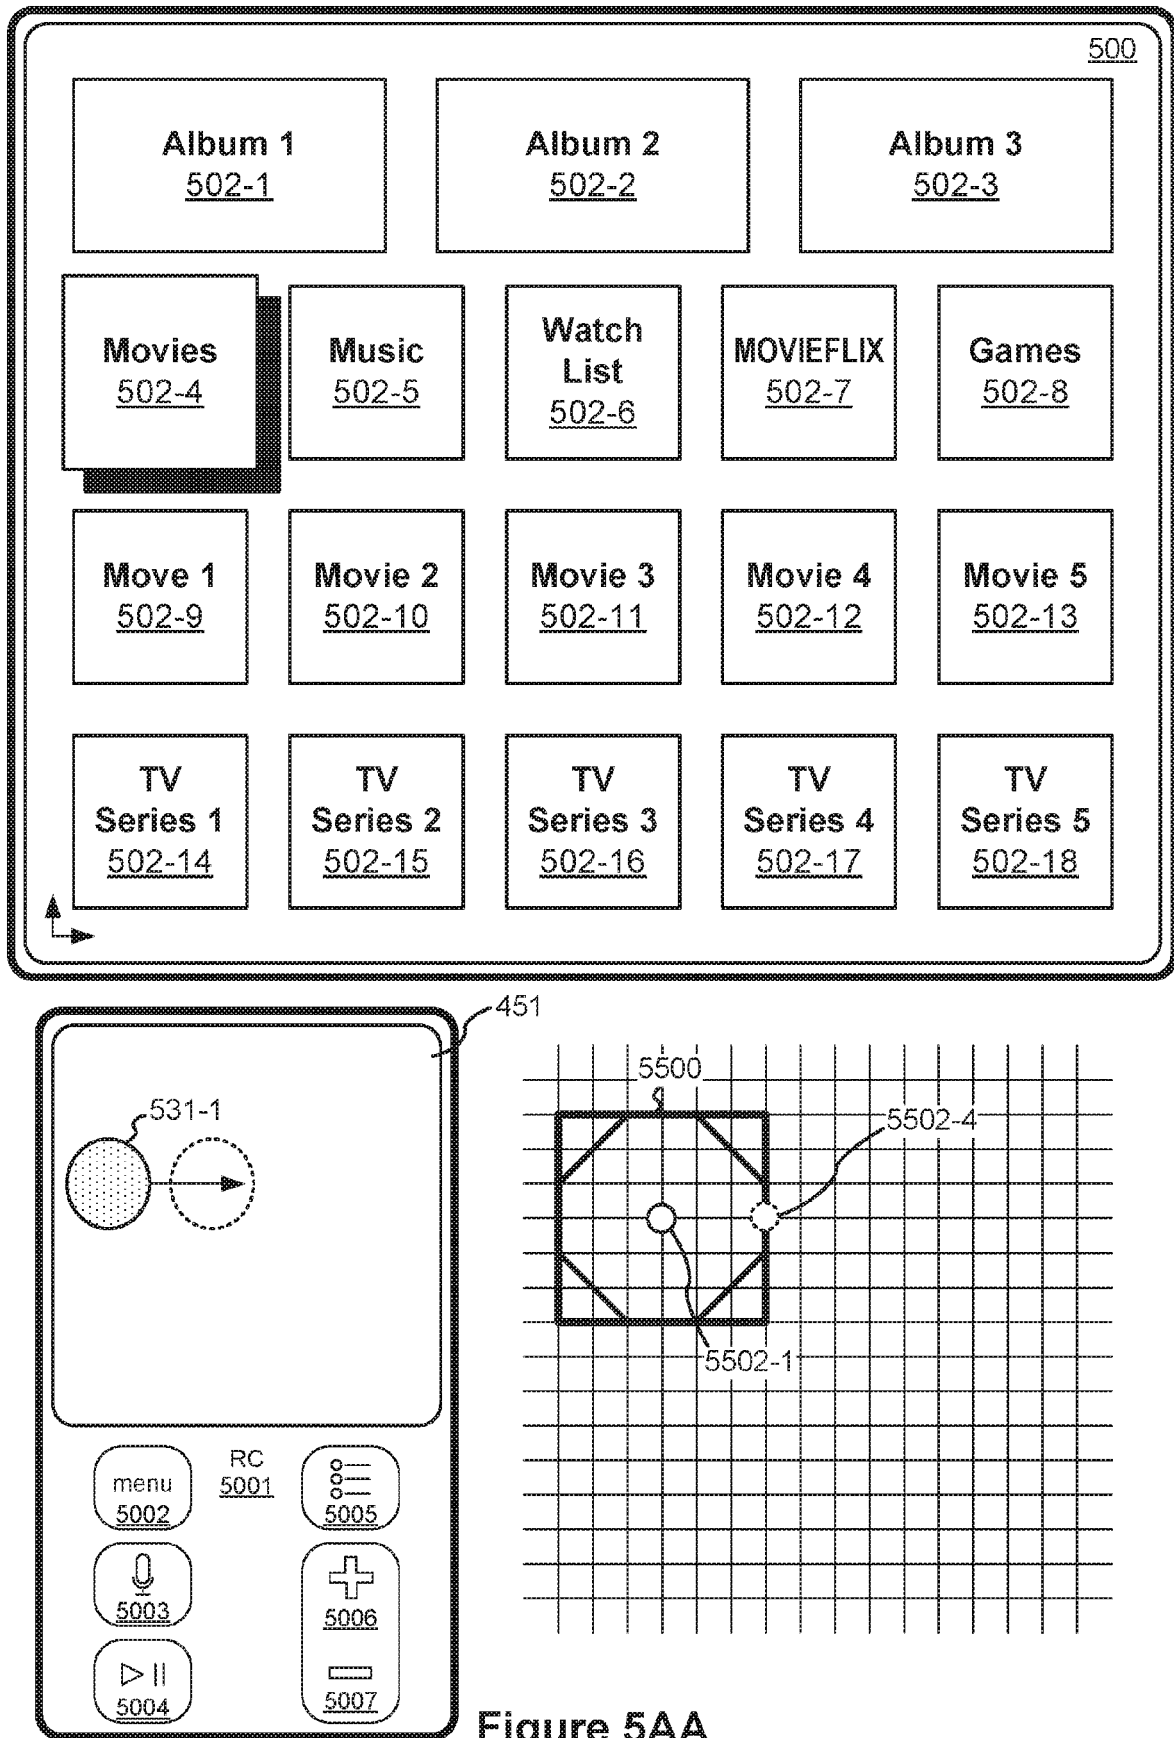 500
Album 1
502-1
Album 2
502-2
Album 3
502-3
Movies
502-4
Music
502-5
Watch
List
502-6
MOVIEFLIX
502-7
Games
502-8
Move 1
502-9
Movie 2
502-10
Movie 3
502-11
Movie 4
502-12
Movie 5
502-13
TV
Series 1
502-14
TV
Series 2
502-15
TV
Series 3
502-16
TV
Series 4
502-17
TV
Series 5
502-18
451
531-1
menu
5002
RC
5001
5005
5003
5006
5004
5007
5500
5502-4
5502-1
Figure 5AA